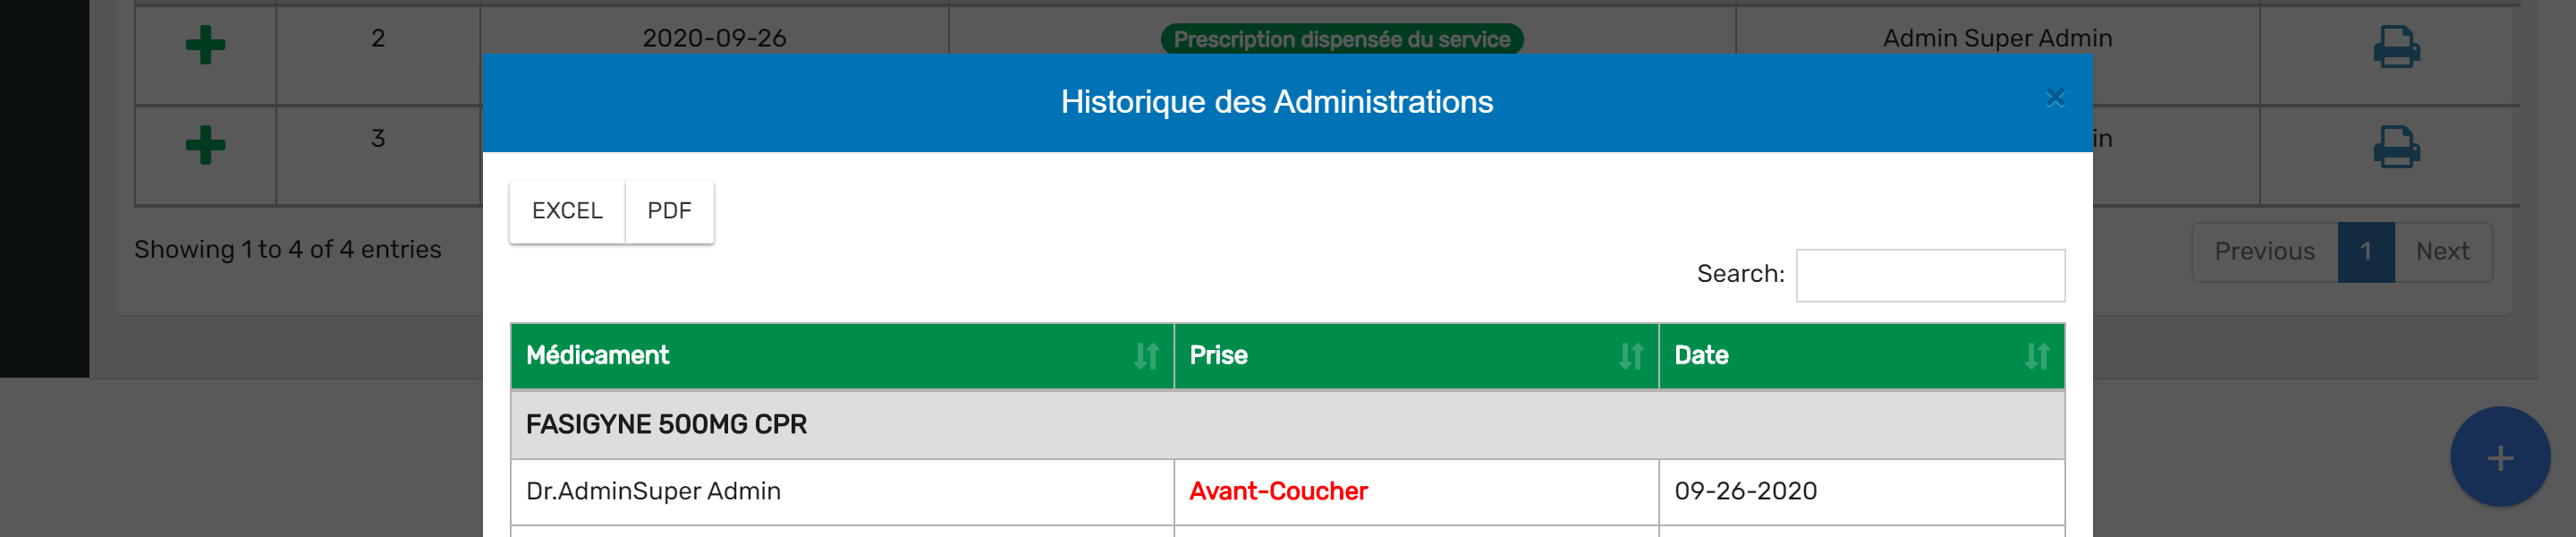 2 2020-09-26 Prescription dispensée du service Admin Super Admin
Historique des Administrations ×
3 in
EXCEL PDF
Showing 1 to 4 of 4 entries Previous 1 Next
Search:
Médicament Prise Date
FASIGYNE 500MG CPR
Dr.AdminSuper Admin Avant-Coucher 09-26-2020
+